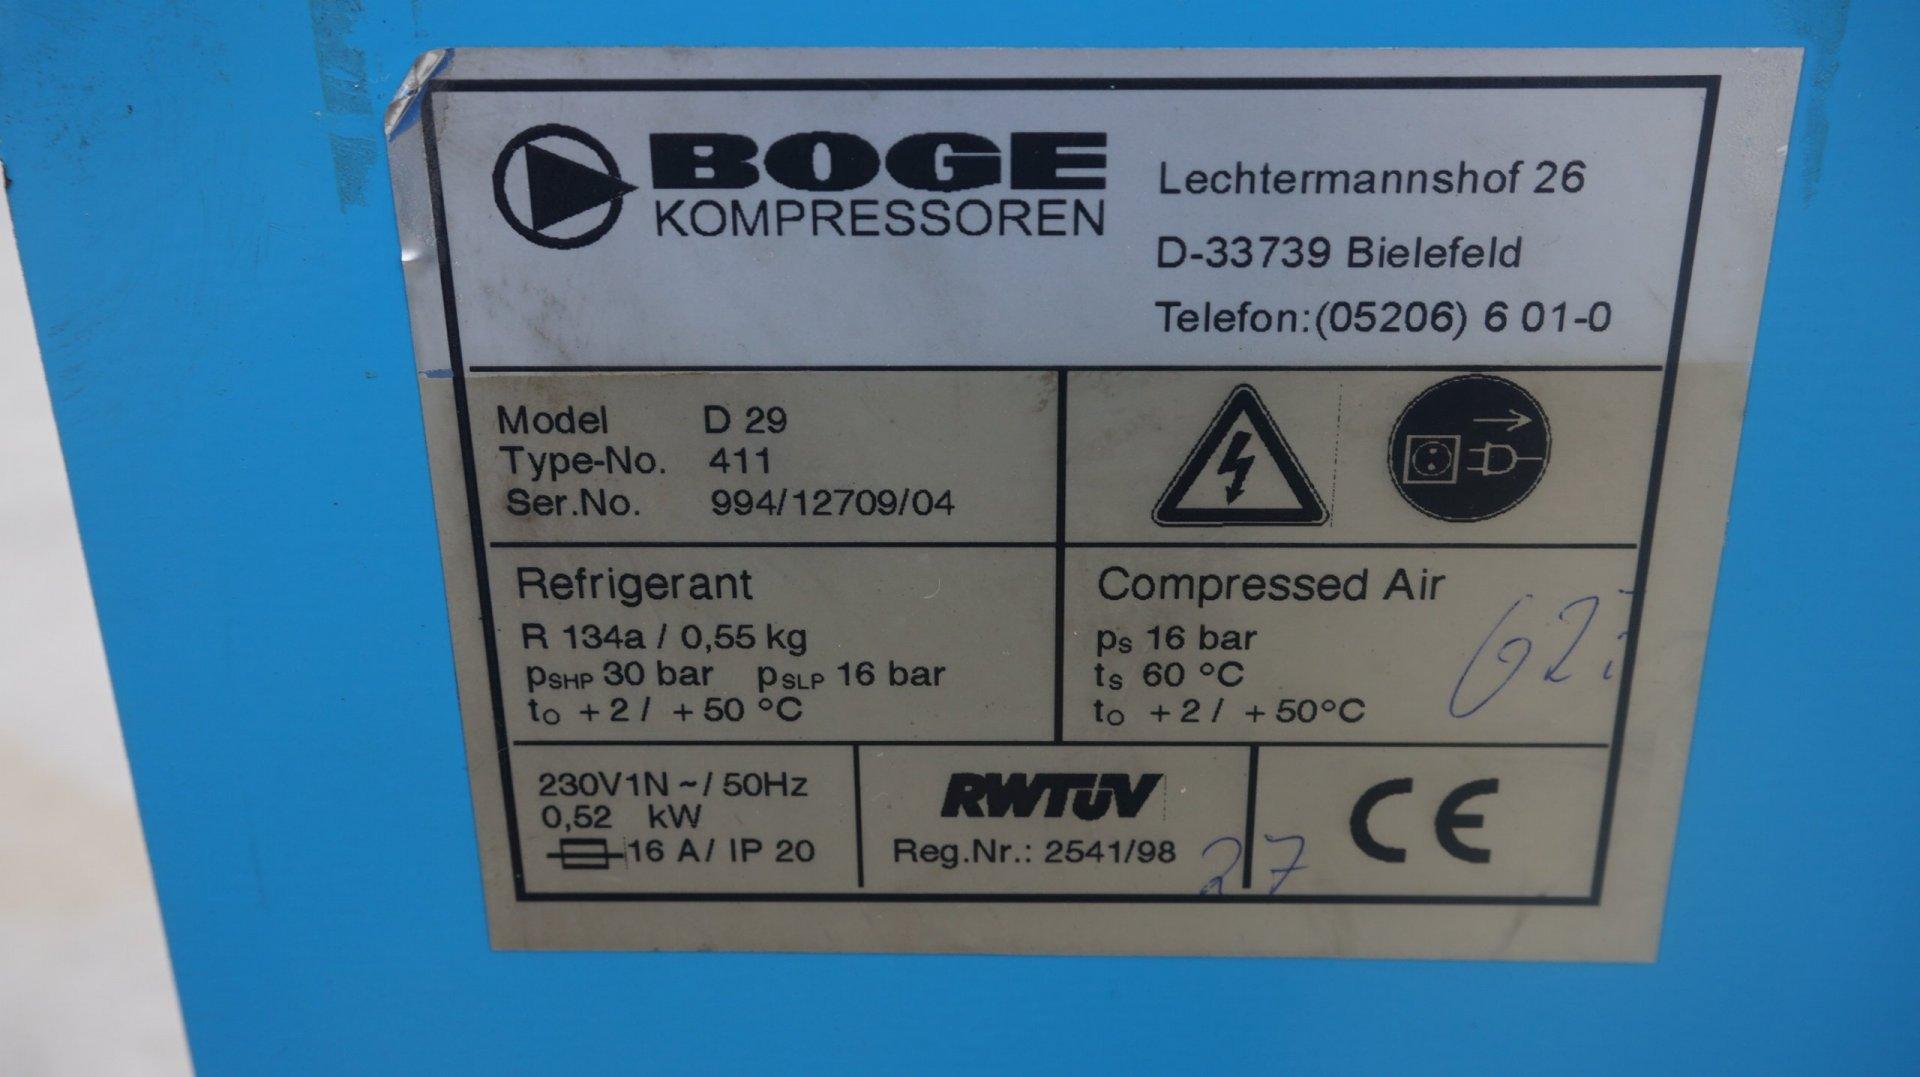 BOGE
KOMPRESSOREN
Lechtermannshof 26
D-33739 Bielefeld
Telefon:(05206) 6 01-0
Model D 29
Type-No. 411
Ser.No. 994/12709/04
Refrigerant
R 134a / 0,55 kg
pSHP 30 bar pSLP 16 bar
tO +2 / +50 °C
Compressed Air
pS 16 bar
tS 60 °C
tO +2 / +50°C
230V1N ~/ 50Hz
0,52 kW
16 A/ IP 20
RWTÜV
Reg.Nr.: 2541/98
27
CE